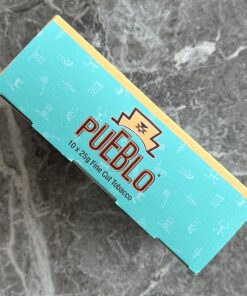 PUEBLO®
10 x 25g Fine Cut Tobacco